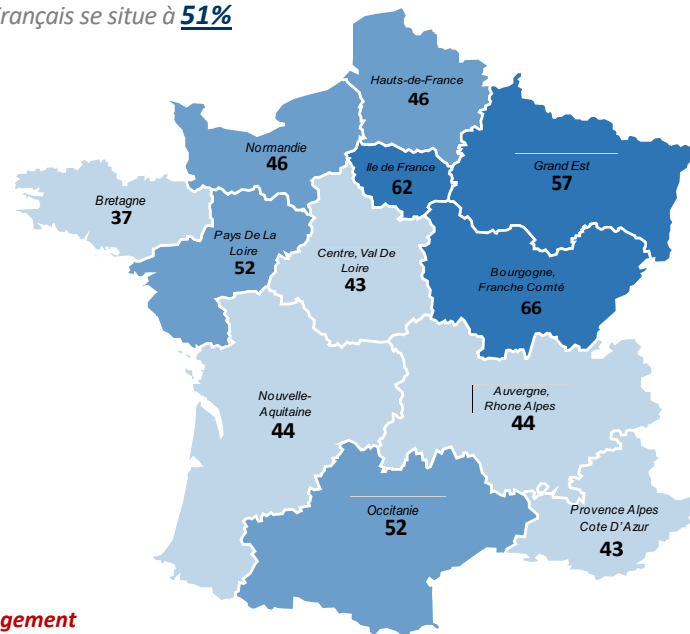 rançais se situe à 51%
Hauts-de-France
46
Normandie
46
Ile de France
62
Grand Est
57
Bretagne
37
Pays De La
Loire
52
Centre, Val De
Loire
43
Bourgogne,
Franche Comté
66
Nouvelle-
Aquitaine
44
Auvergne,
Rhone Alpes
44
Occitanie
52
Provence Alpes
Cote D'Azur
43
gement